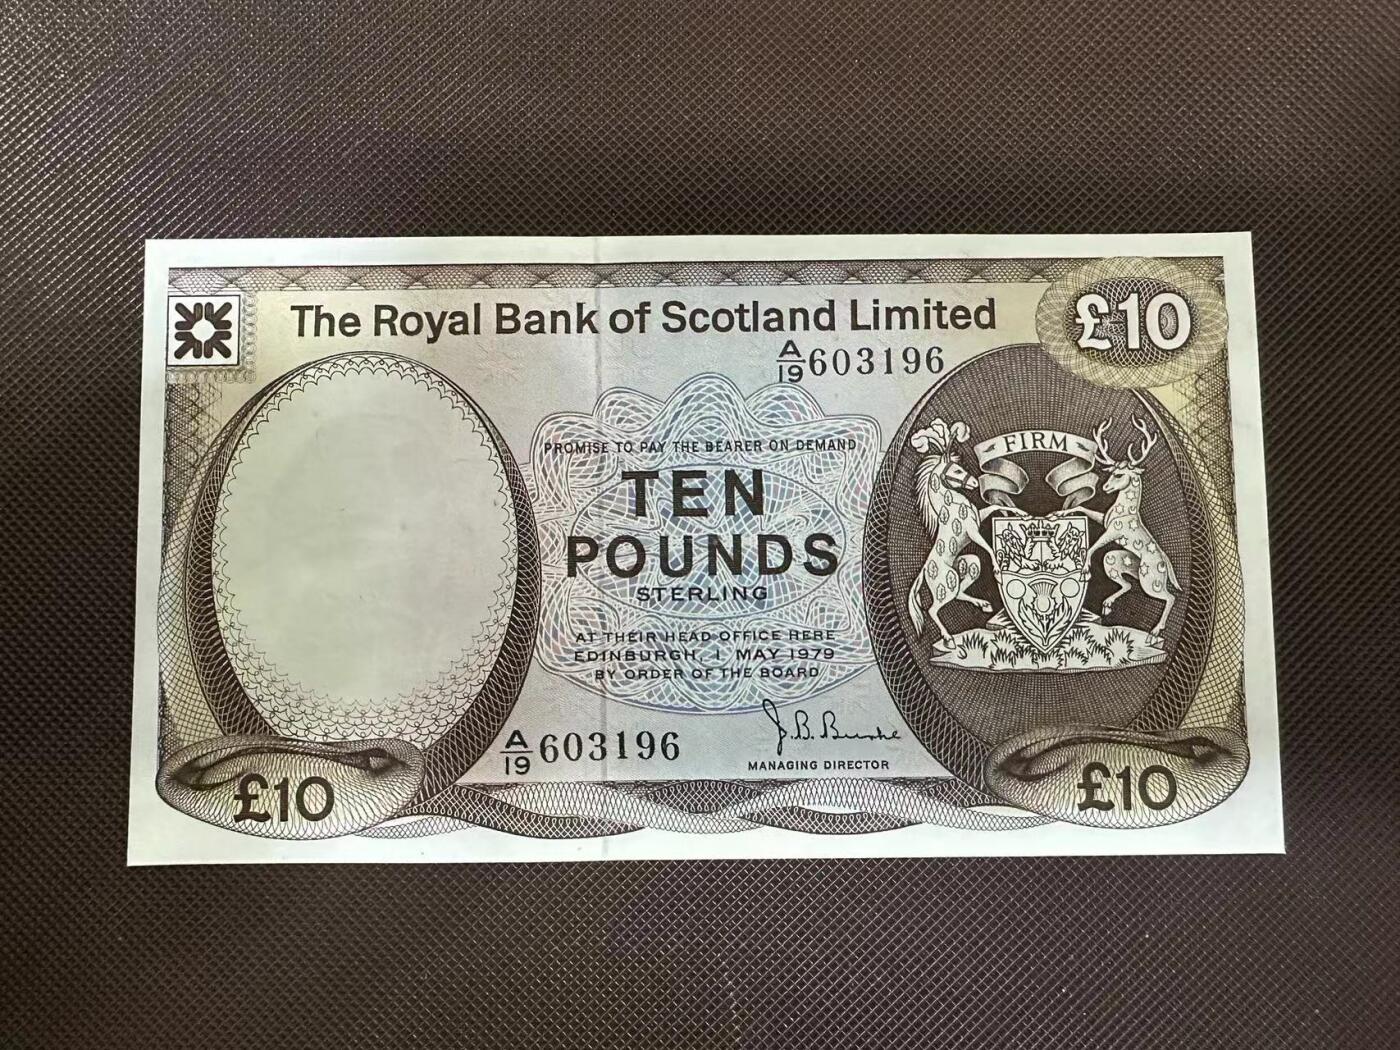 The Royal Bank of Scotland Limited
£10
A/19 603196
FIRM
PROMISE TO PAY THE BEARER ON DEMAND
TEN
POUNDS
STERLING
AT THEIR HEAD OFFICE HERE
EDINBURGH, 1 MAY 1979
BY ORDER OF THE BOARD
A/19 603196
J. B. Burke
MANAGING DIRECTOR
£10
£10